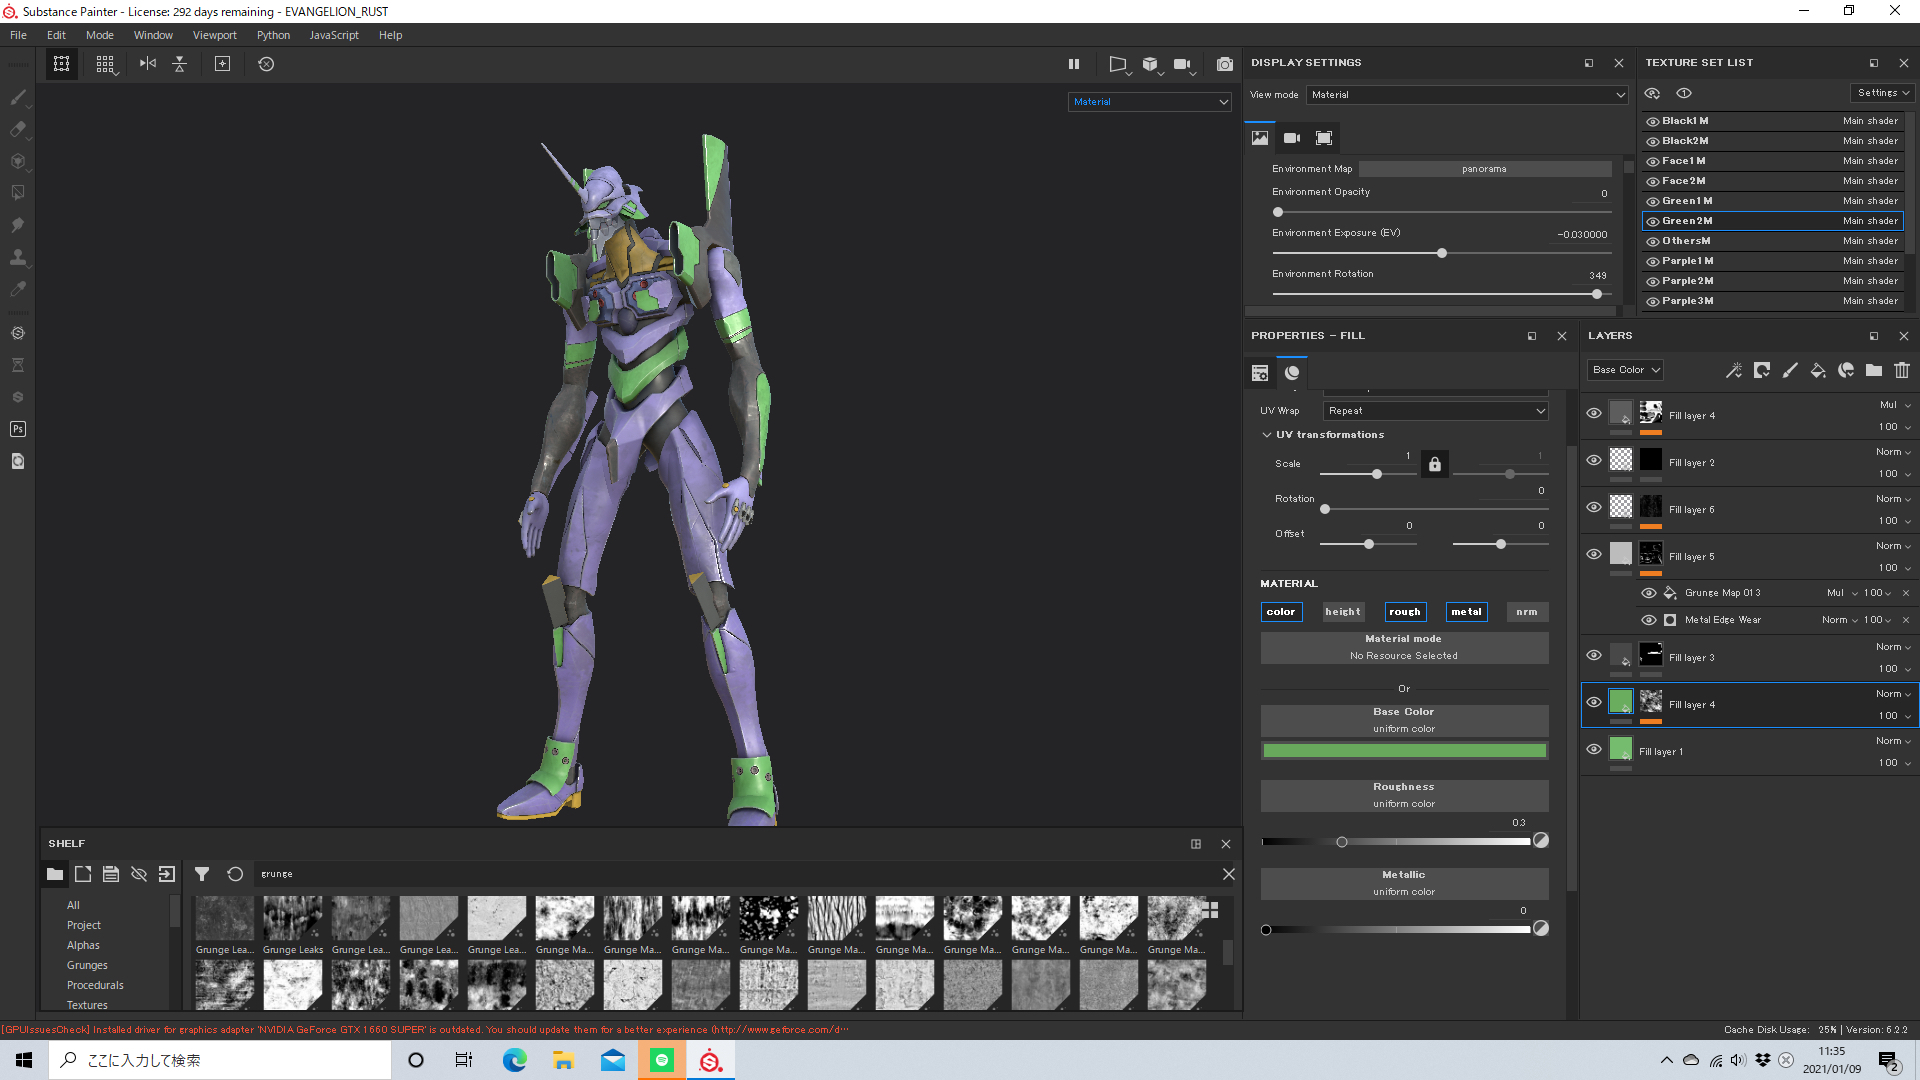 Substance Painter - License: 292 days remaining - EVANGELION_RUST
File Edit Mode Window Viewport Python JavaScript Help
Material
DISPLAY SETTINGS
View mode Material
Environment Map panorama
Environment Opacity 0
Environment Exposure (EV) -0.030000
Environment Rotation 349
TEXTURE SET LIST
Settings
Black1M Main shader
Black2M Main shader
Face1M Main shader
Face2M Main shader
Green1M Main shader
Green2M Main shader
OthersM Main shader
Parple1M Main shader
Parple2M Main shader
Parple3M Main shader
PROPERTIES - FILL
UV Wrap Repeat
UV transformations
Scale 1 1
Rotation 0
Offset 0 0
MATERIAL
color height rough metal nrm
Material mode
No Resource Selected
Or
Base Color
uniform color
Roughness
uniform color
0.3
Metallic
uniform color
0
LAYERS
Base Color
Fill layer 4 Mul 100
Fill layer 2 Norm 100
Fill layer 6 Norm 100
Fill layer 5 Norm 100
Grunge Map 013 Mul 100
Metal Edge Wear Norm 100
Fill layer 3 Norm 100
Fill layer 4 Norm 100
Fill layer 1 Norm 100
SHELF
grunge
All
Project
Alphas
Grunges
Procedurals
Textures
Grunge Lea... Grunge Leaks Grunge Lea... Grunge Lea... Grunge Lea... Grunge Ma... Grunge Ma... Grunge Ma... Grunge Ma... Grunge Ma... Grunge Ma... Grunge Ma... Grunge Ma... Grunge Ma... Grunge Ma...
[GPUIssuesCheck] Installed driver for graphics adapter 'NVIDIA GeForce GTX 1660 SUPER' is outdated. You should update them for a better experience (http://www.geforce.com/d…
Cache Disk Usage: 25% | Version: 6.2.2
Ps
ここに入力して検索
11:35
2021/01/09
2